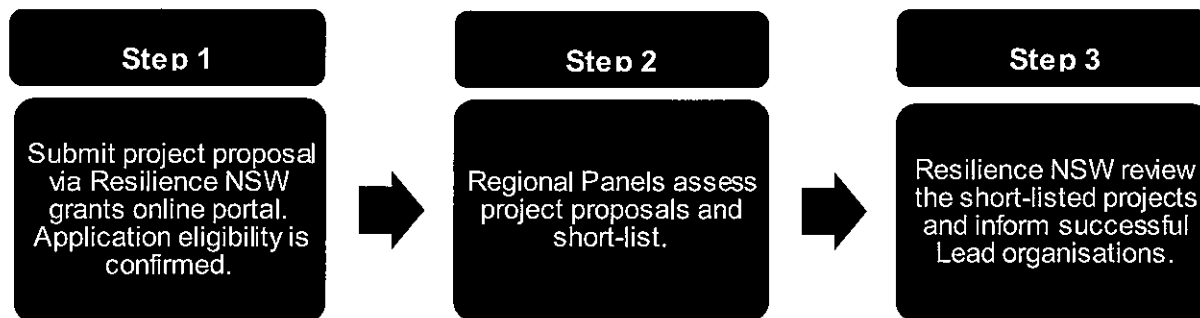 Step 1
Submit project proposal
via Resilience NSW
grants online portal.
Application eligibility is
confirmed.
Step 2
Regional Panels assess
project proposals and
short-list.
Step 3
Resilience NSW review
the short-listed projects
and inform successful
Lead organisations.